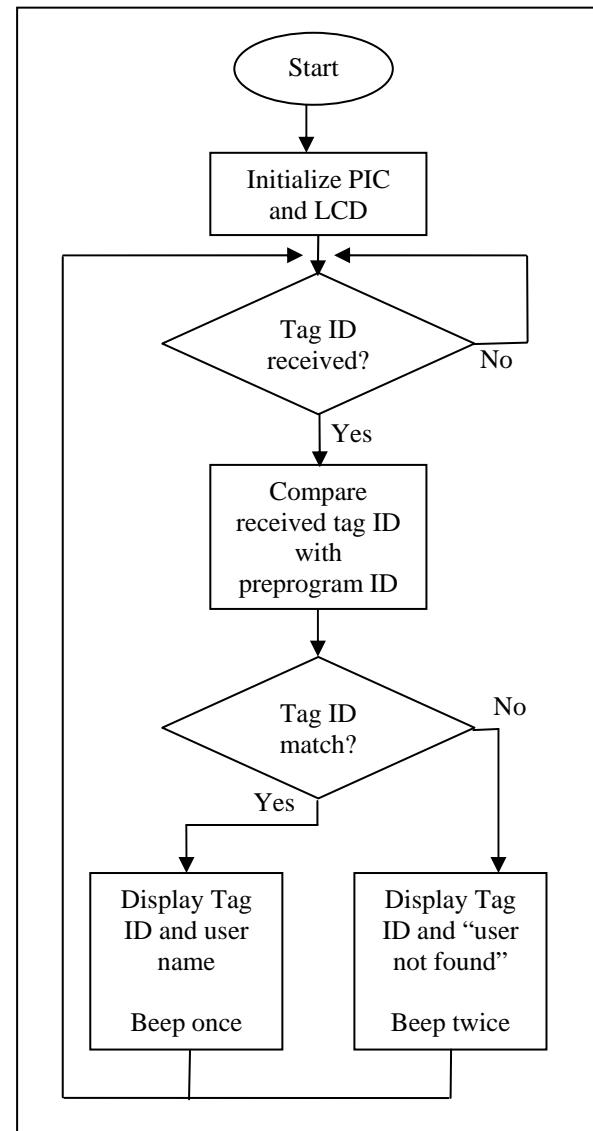 Start
Initialize PIC
and LCD
Tag ID
received?
No
Yes
Compare
received tag ID
with
preprogram ID
Tag ID
match?
No
Yes
Display Tag
ID and user
name
Beep once
Display Tag
ID and “user
not found”
Beep twice